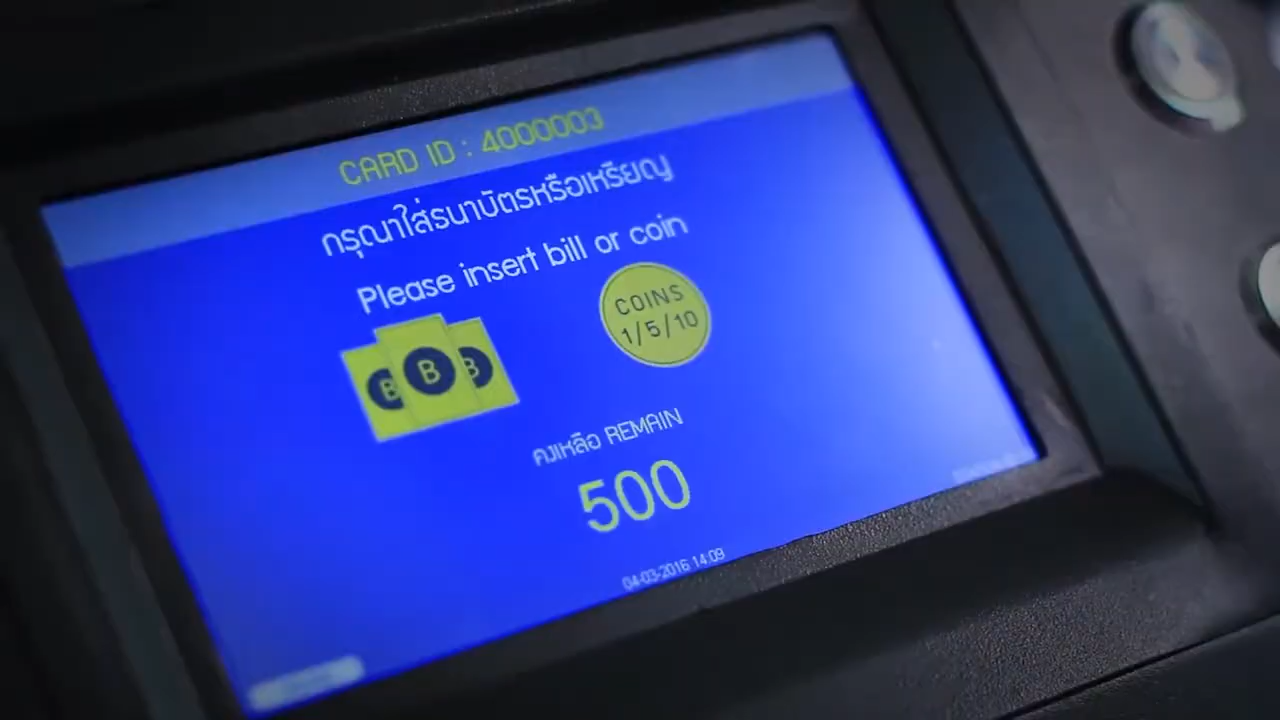 CARD ID : 4000003
กรุณาใส่ธนาบัตรหรือเหรียญ
Please insert bill or coin
B B B
COINS
1/5/10
คงเหลือ REMAIN
500
04-03-2016 14:09